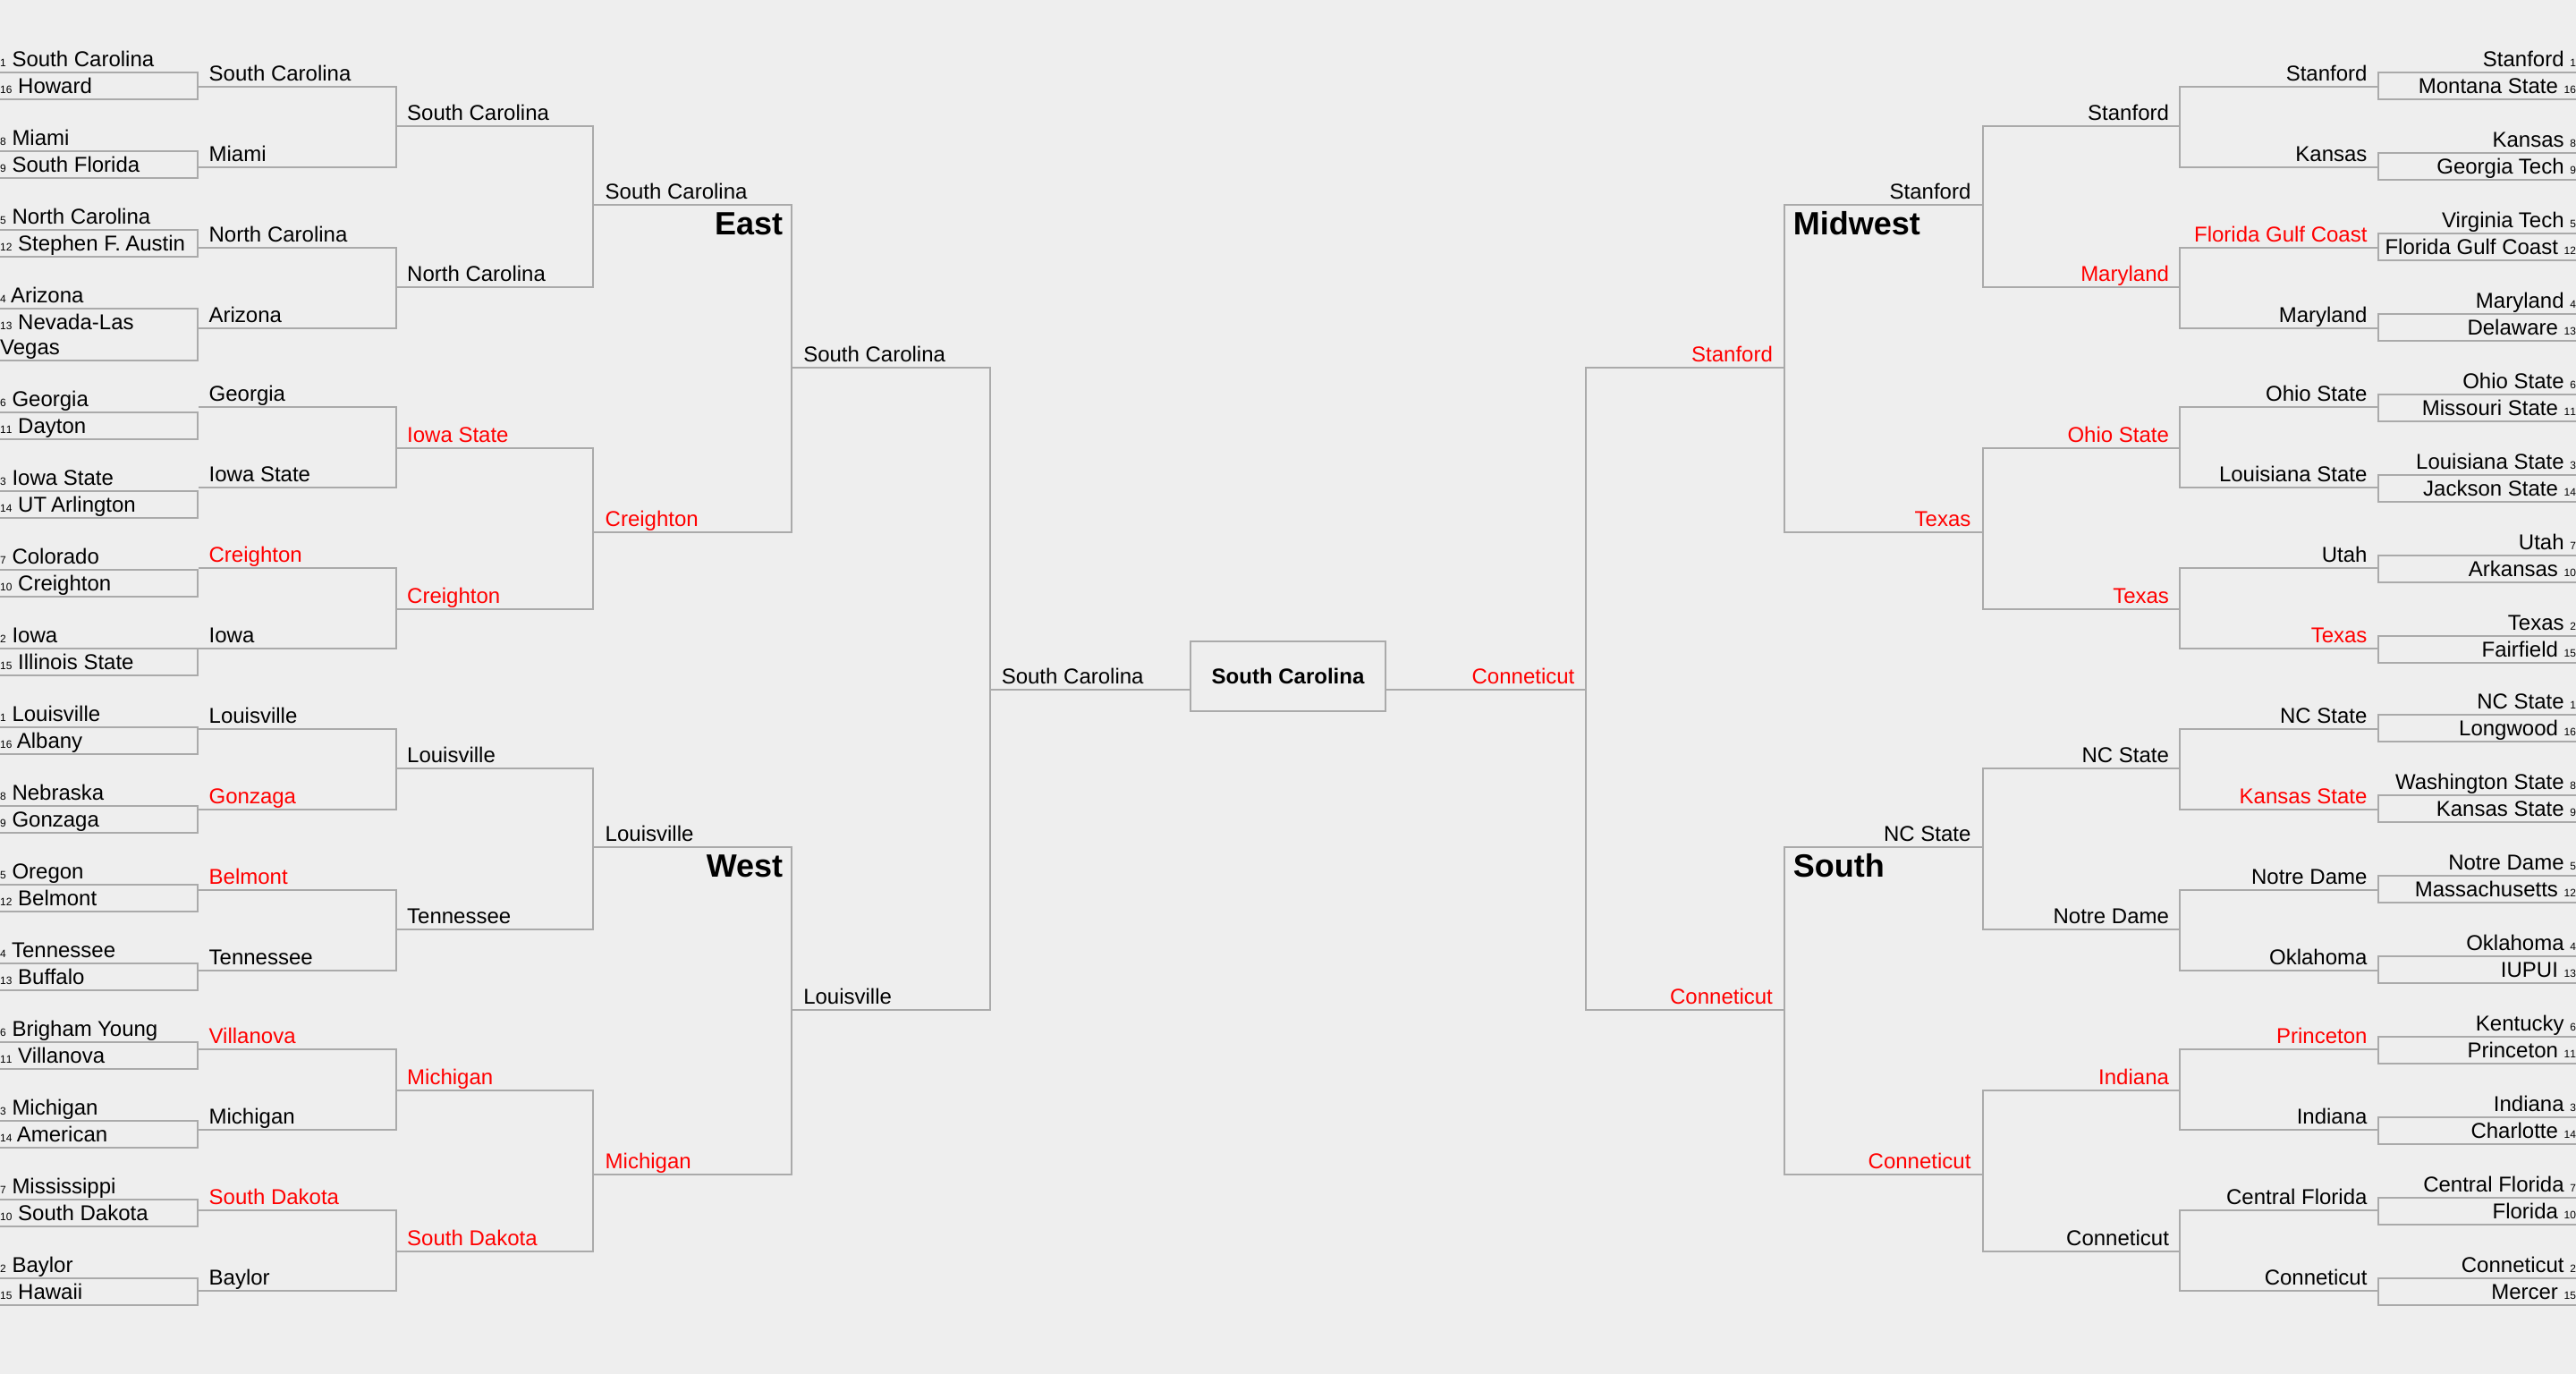 1 South Carolina
16 Howard
8 Miami
9 South Florida
5 North Carolina
12 Stephen F. Austin
4 Arizona
13 Nevada-Las
Vegas
6 Georgia
11 Dayton
3 Iowa State
14 UT Arlington
7 Colorado
10 Creighton
2 Iowa
15 Illinois State
1 Louisville
16 Albany
8 Nebraska
9 Gonzaga
5 Oregon
12 Belmont
4 Tennessee
13 Buffalo
6 Brigham Young
11 Villanova
3 Michigan
14 American
7 Mississippi
10 South Dakota
2 Baylor
15 Hawaii
South Carolina
Miami
North Carolina
Arizona
Georgia
Iowa State
Creighton
Iowa
Louisville
Gonzaga
Belmont
Tennessee
Villanova
Michigan
South Dakota
Baylor
South Carolina
North Carolina
Iowa State
Creighton
Louisville
Tennessee
Michigan
South Dakota
South Carolina
East
Creighton
Louisville
West
Michigan
South Carolina
Louisville
South Carolina
South Carolina
Conneticut
Stanford
Conneticut
Stanford
Midwest
Texas
NC State
South
Conneticut
Stanford
Maryland
Ohio State
Texas
NC State
Notre Dame
Indiana
Conneticut
Stanford
Kansas
Florida Gulf Coast
Maryland
Ohio State
Louisiana State
Utah
Texas
NC State
Kansas State
Notre Dame
Oklahoma
Princeton
Indiana
Central Florida
Conneticut
Stanford 1
Montana State 16
Kansas 8
Georgia Tech 9
Virginia Tech 5
Florida Gulf Coast 12
Maryland 4
Delaware 13
Ohio State 6
Missouri State 11
Louisiana State 3
Jackson State 14
Utah 7
Arkansas 10
Texas 2
Fairfield 15
NC State 1
Longwood 16
Washington State 8
Kansas State 9
Notre Dame 5
Massachusetts 12
Oklahoma 4
IUPUI 13
Kentucky 6
Princeton 11
Indiana 3
Charlotte 14
Central Florida 7
Florida 10
Conneticut 2
Mercer 15